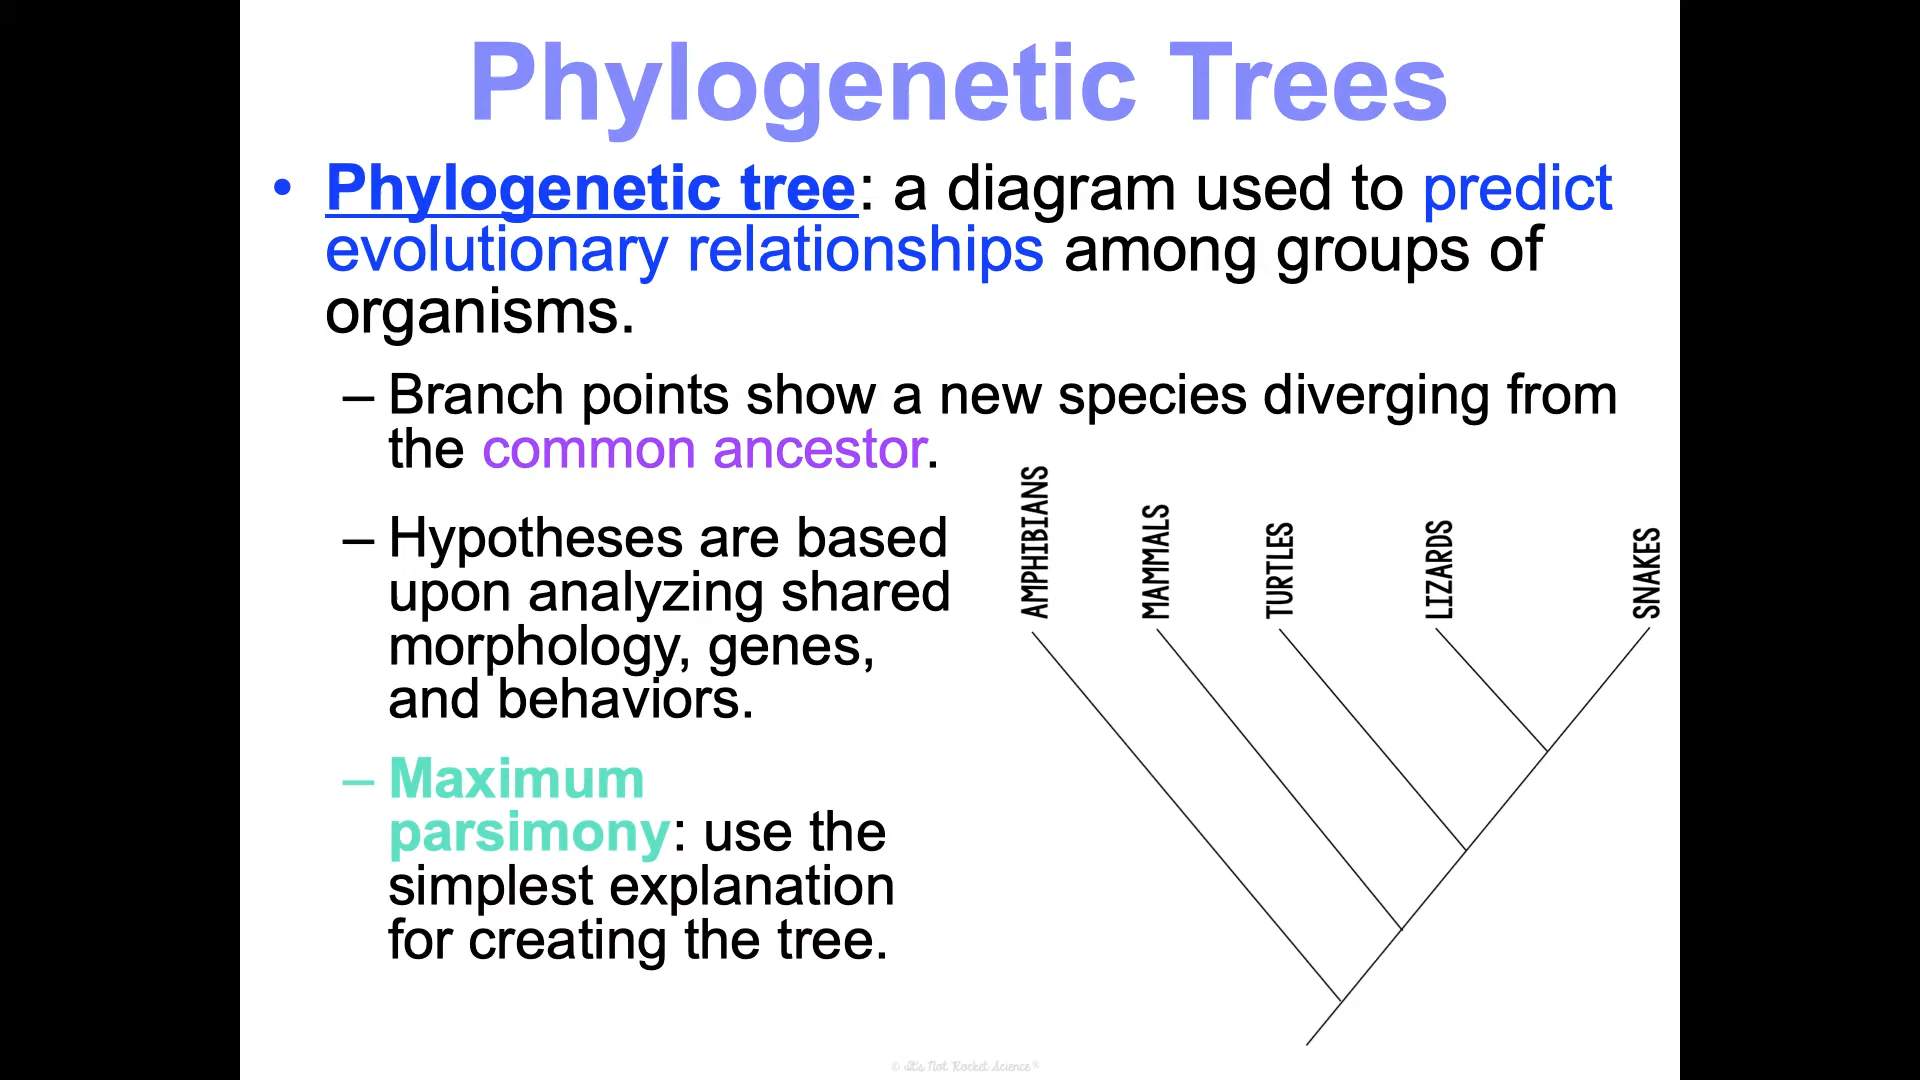 Phylogenetic Trees
• Phylogenetic tree: a diagram used to predict
evolutionary relationships among groups of
organisms.
– Branch points show a new species diverging from
the common ancestor.
– Hypotheses are based
upon analyzing shared
morphology, genes,
and behaviors.
– Maximum
parsimony: use the
simplest explanation
for creating the tree.
AMPHIBIANS
MAMMALS
TURTLES
LIZARDS
SNAKES
© It's Not Rocket Science®